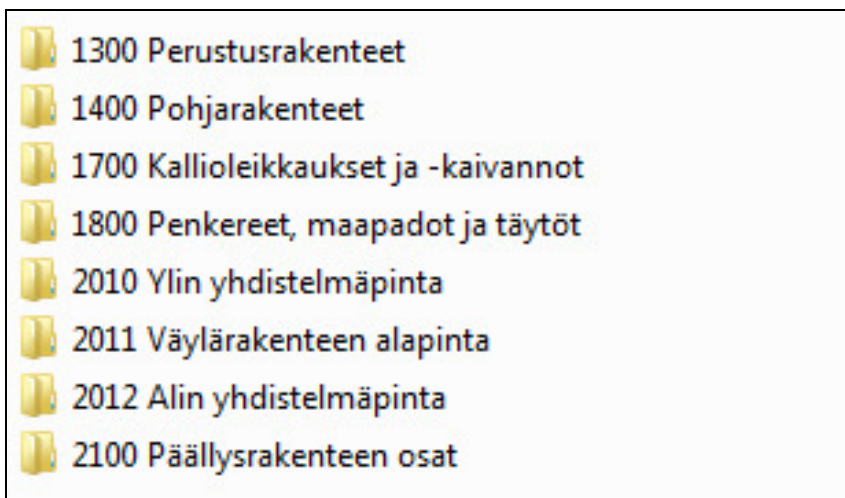 1300 Perustusrakenteet
1400 Pohjarakenteet
1700 Kallioleikkaukset ja -kaivannot
1800 Penkereet, maapadot ja täytöt
2010 Ylin yhdistelmäpinta
2011 Väylärakenteen alapinta
2012 Alin yhdistelmäpinta
2100 Päällysrakenteen osat